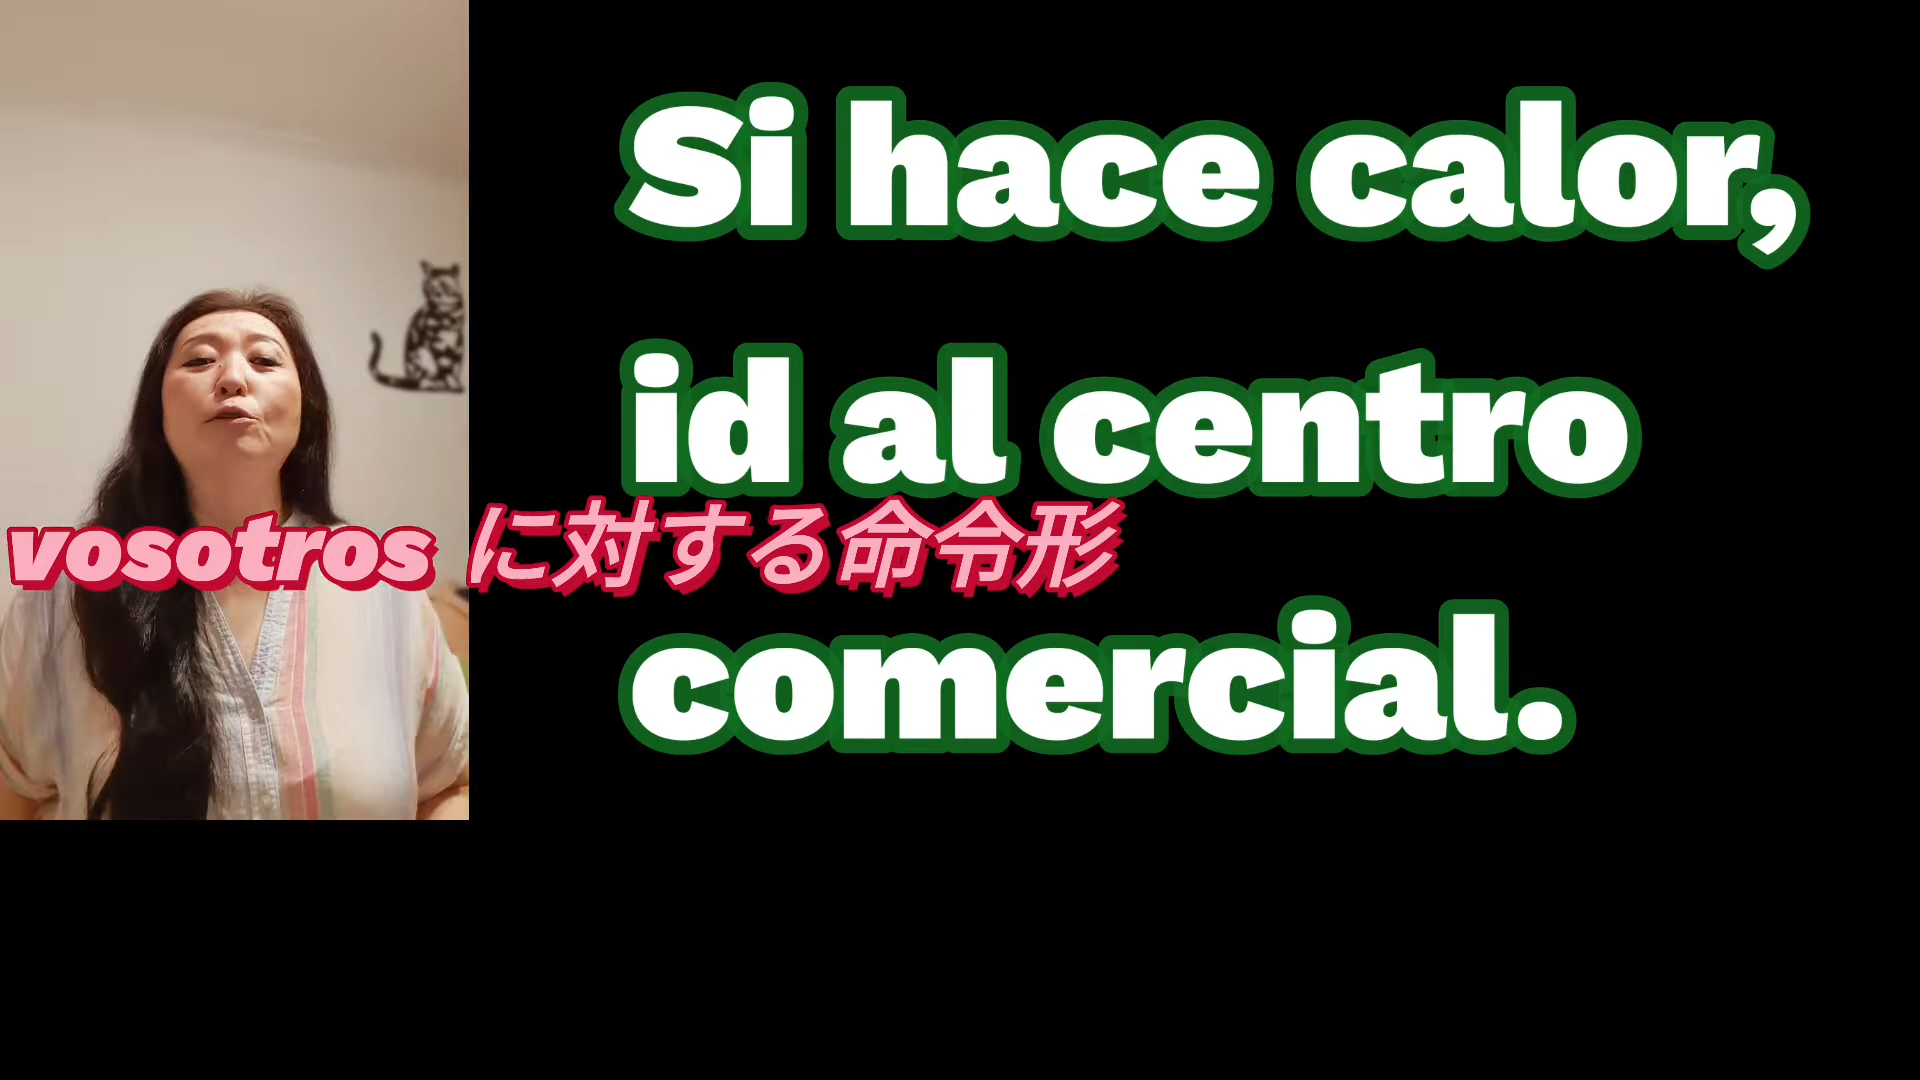 Si hace calor,
id al centro
vosotros に対する命令形
comercial.